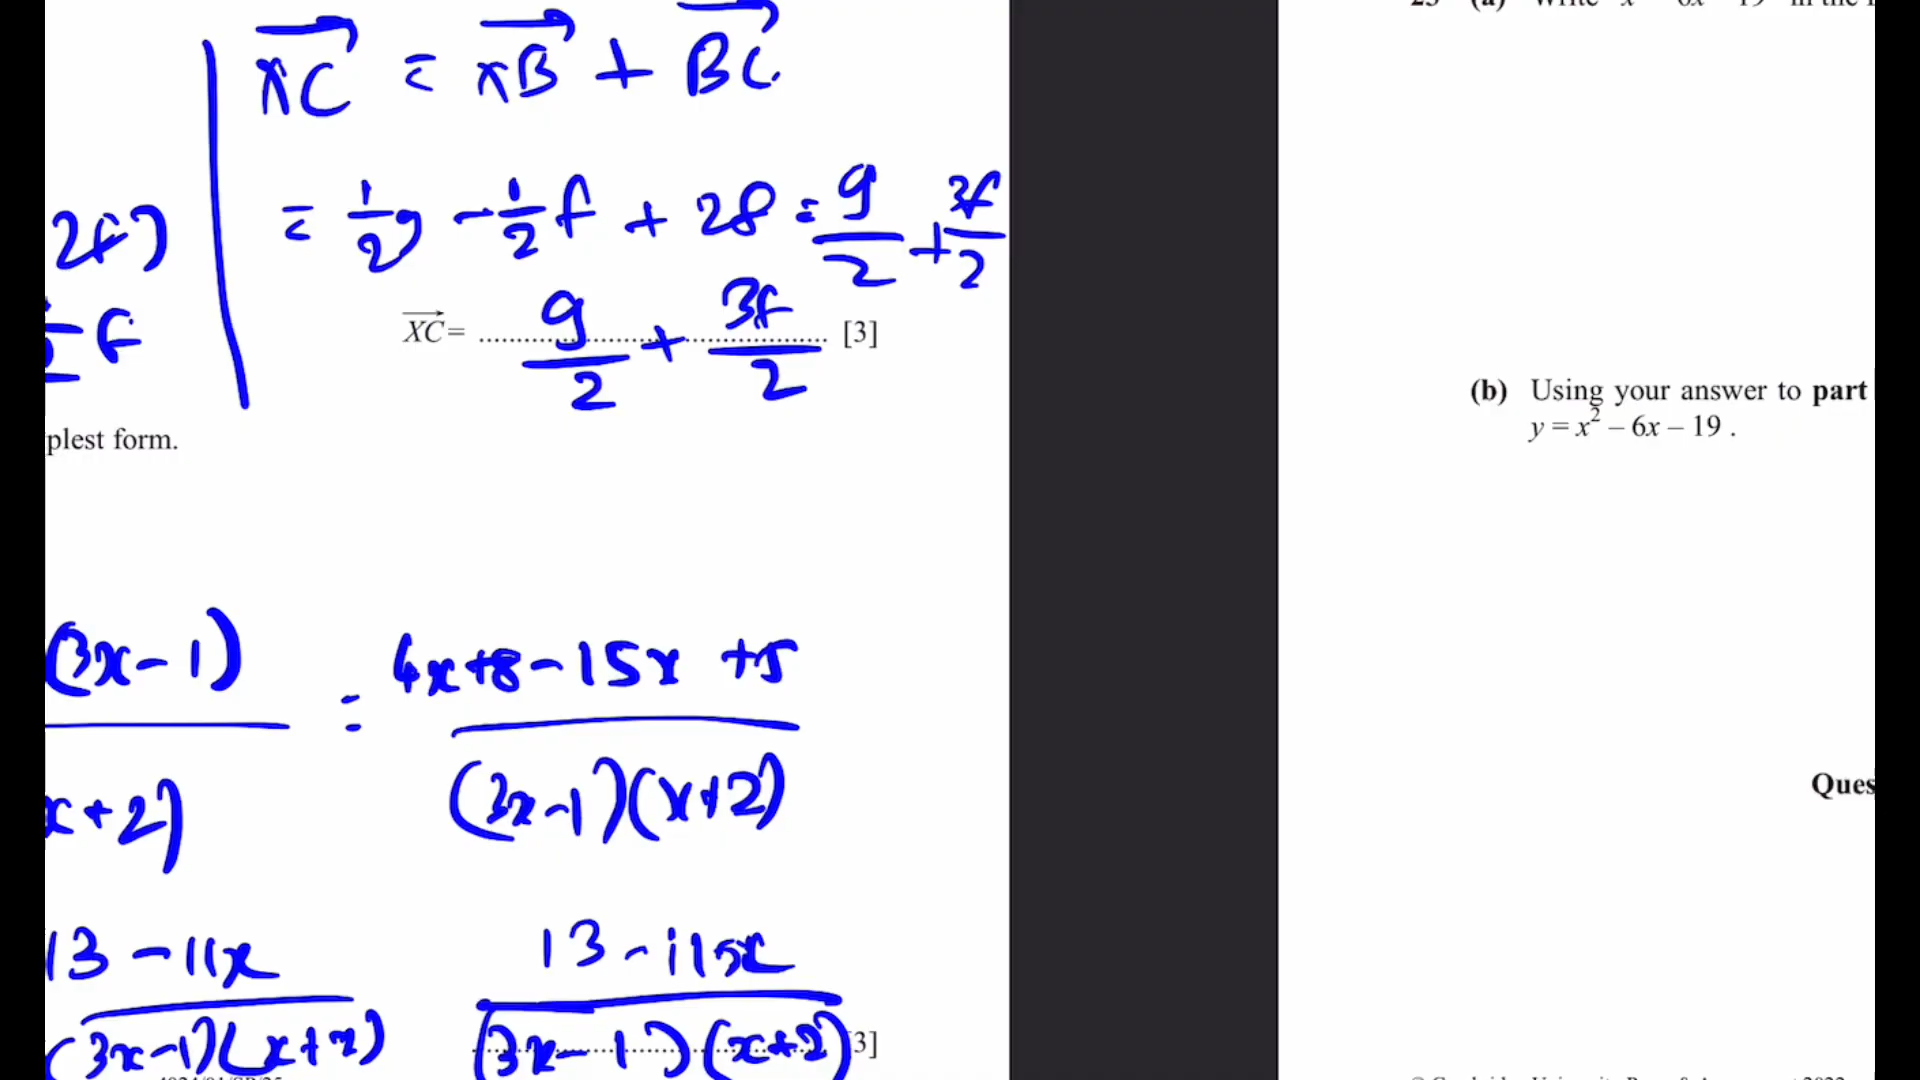 XC = XB + BC
= 1/2 g - 1/2 f + 2f = g/2 + 3f/2
2f)
f
XC = g/2 + 3f/2 [3]
plest form.
(3x-1)
x+2)
= 4x+8-15x+5
(3x-1)(x+2)
13-11x
(3x-1)(x+2)
13-11x
(3x-1)(x+2) [3]
(b) Using your answer to part
y = x² – 6x – 19 .
Ques